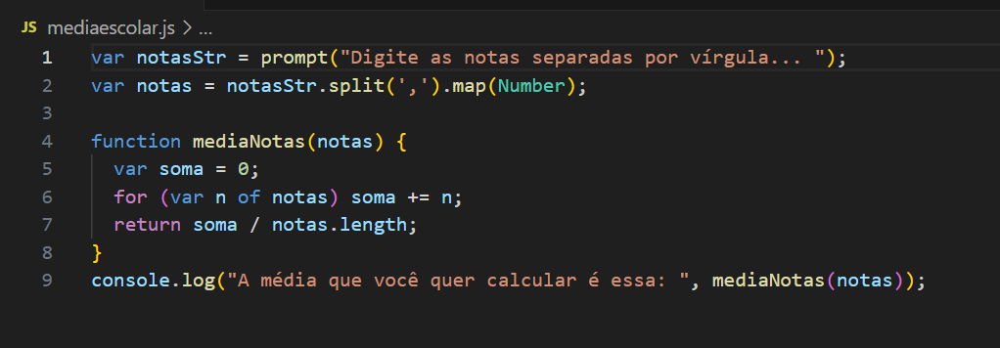 JS mediaescolar.js > ...
1 var notasStr = prompt("Digite as notas separadas por vírgula... ");
2 var notas = notasStr.split(',').map(Number);
3
4 function mediaNotas(notas) {
5   var soma = 0;
6   for (var n of notas) soma += n;
7   return soma / notas.length;
8 }
9 console.log("A média que você quer calcular é essa: ", mediaNotas(notas));